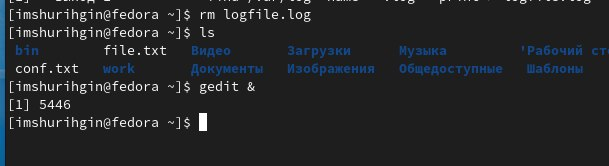 [imshurihgin@fedora ~]$ rm logfile.log
[imshurihgin@fedora ~]$ ls
bin file.txt Видео Загрузки Музыка 'Рабочий ст
conf.txt work Документы Изображения Общедоступные Шаблоны
[imshurihgin@fedora ~]$ gedit &
[1] 5446
[imshurihgin@fedora ~]$